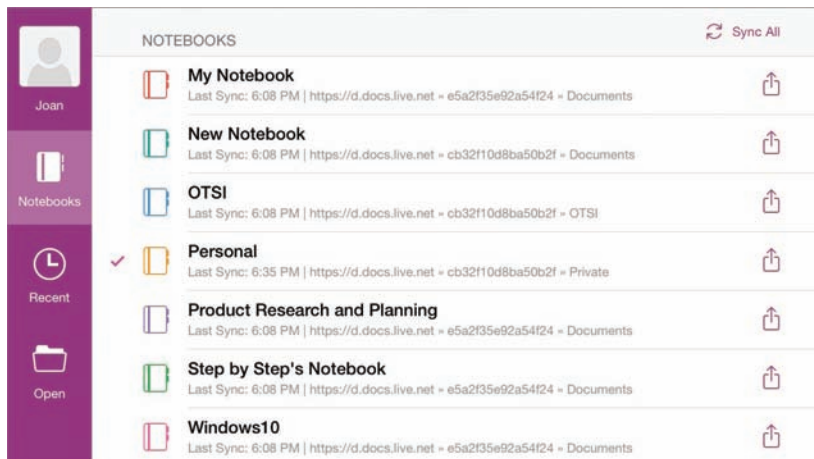 Joan
Notebooks
Recent
Open
NOTEBOOKS
Sync All
My Notebook
Last Sync: 6:08 PM | https://d.docs.live.net » e5a2f35e92a54f24 » Documents
New Notebook
Last Sync: 6:08 PM | https://d.docs.live.net » cb32f10d8ba50b2f » Documents
OTSI
Last Sync: 6:08 PM | https://d.docs.live.net » cb32f10d8ba50b2f » OTSI
Personal
Last Sync: 6:35 PM | https://d.docs.live.net » cb32f10d8ba50b2f » Private
Product Research and Planning
Last Sync: 6:08 PM | https://d.docs.live.net » e5a2f35e92a54f24 » Documents
Step by Step's Notebook
Last Sync: 6:08 PM | https://d.docs.live.net » e5a2f35e92a54f24 » Documents
Windows10
Last Sync: 6:08 PM | https://d.docs.live.net » e5a2f35e92a54f24 » Documents